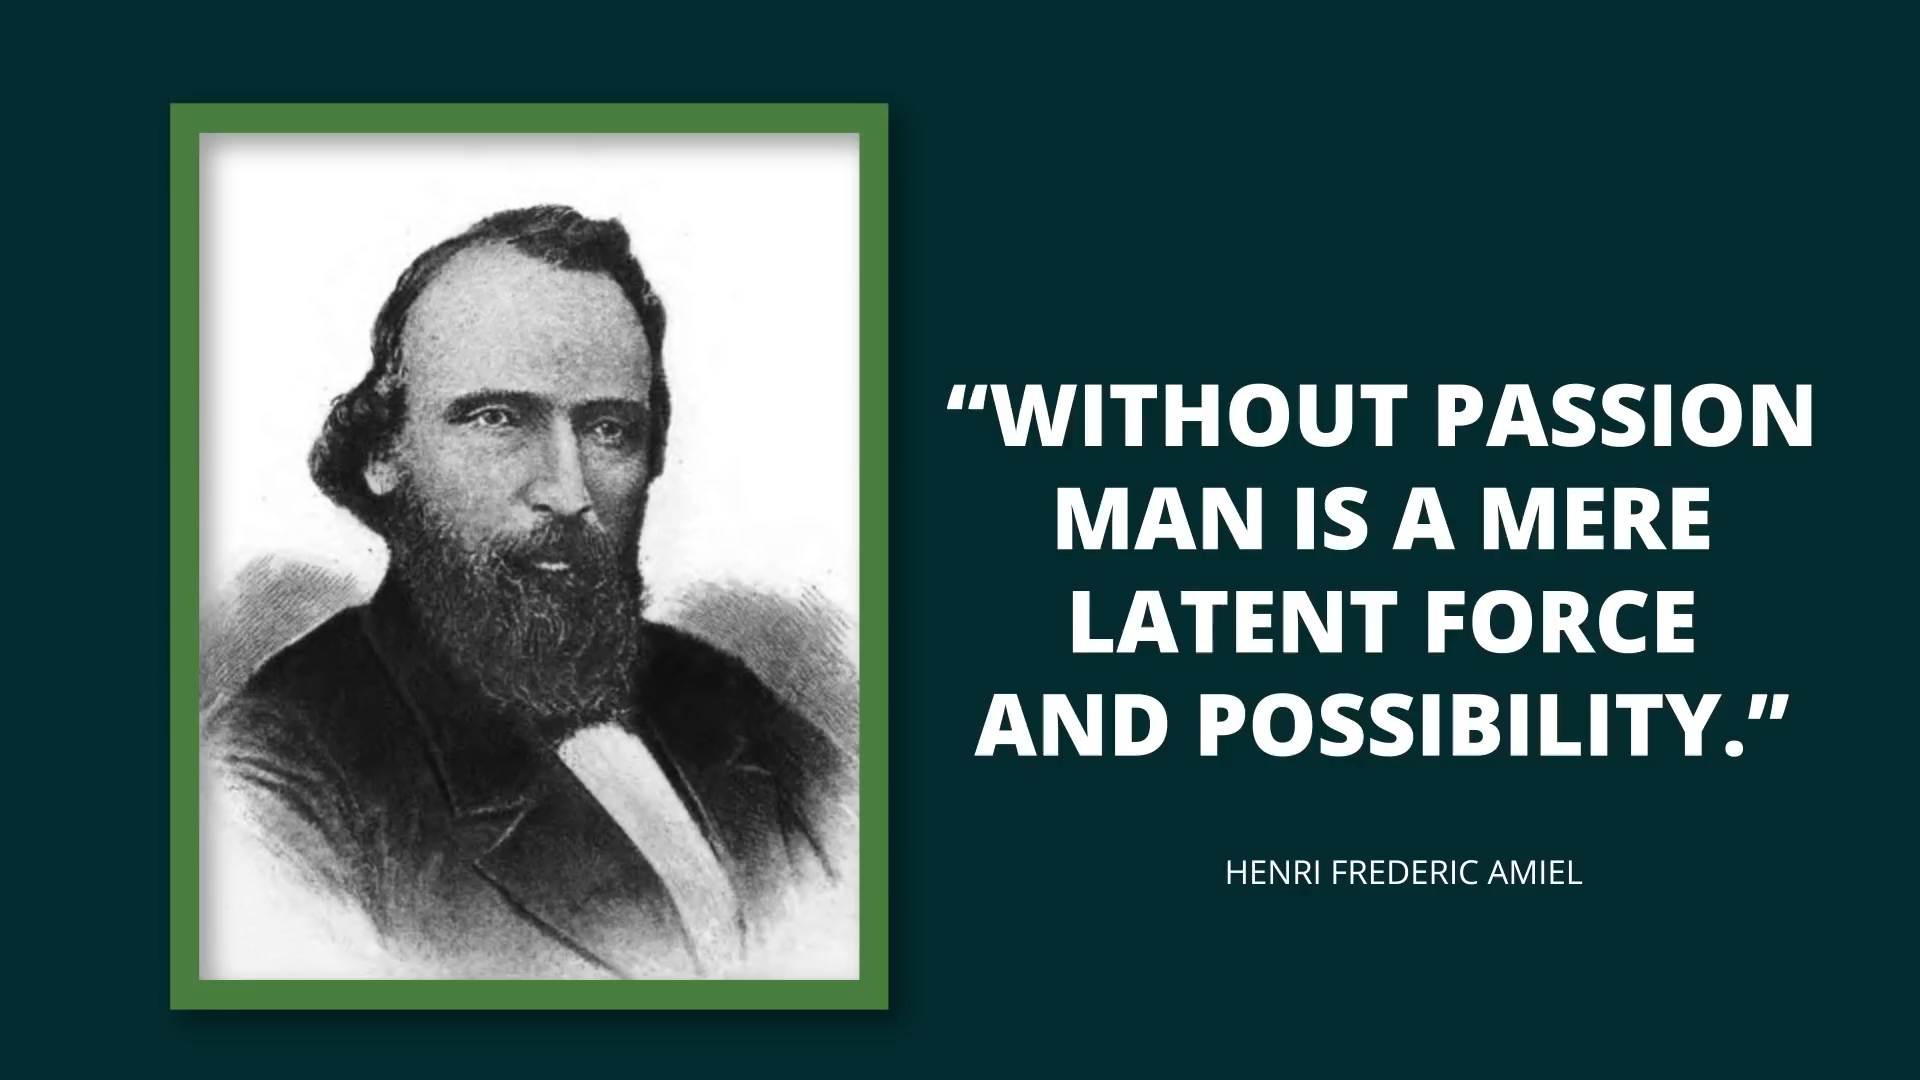 “WITHOUT PASSION
MAN IS A MERE
LATENT FORCE
AND POSSIBILITY.”
HENRI FREDERIC AMIEL